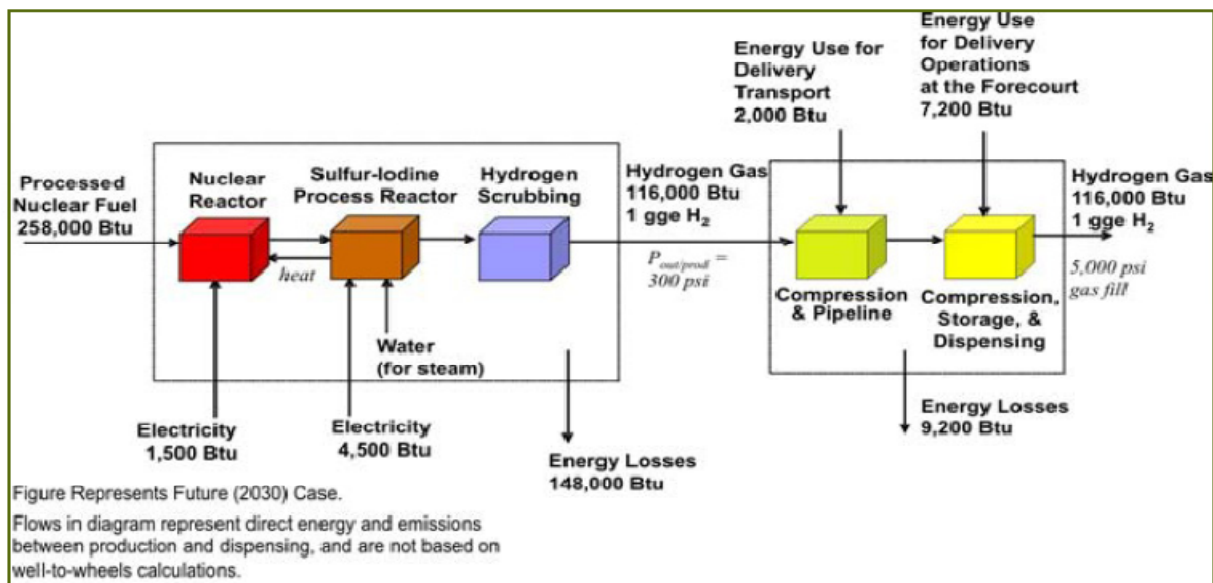 Processed
Nuclear Fuel
258,000 Btu
Nuclear
Reactor
Sulfur-Iodine
Process Reactor
Hydrogen
Scrubbing
heat
Water
(for steam)
Electricity
1,500 Btu
Electricity
4,500 Btu
Energy Losses
148,000 Btu
Hydrogen Gas
116,000 Btu
1 gge H₂
P out/prod =
300 psi
Energy Use for
Delivery
Transport
2,000 Btu
Energy Use
for Delivery
Operations
at the Forecourt
7,200 Btu
Compression
& Pipeline
Compression,
Storage, &
Dispensing
Hydrogen Gas
116,000 Btu
1 gge H₂
5,000 psi
gas fill
Energy Losses
9,200 Btu
Figure Represents Future (2030) Case.
Flows in diagram represent direct energy and emissions
between production and dispensing, and are not based on
well-to-wheels calculations.